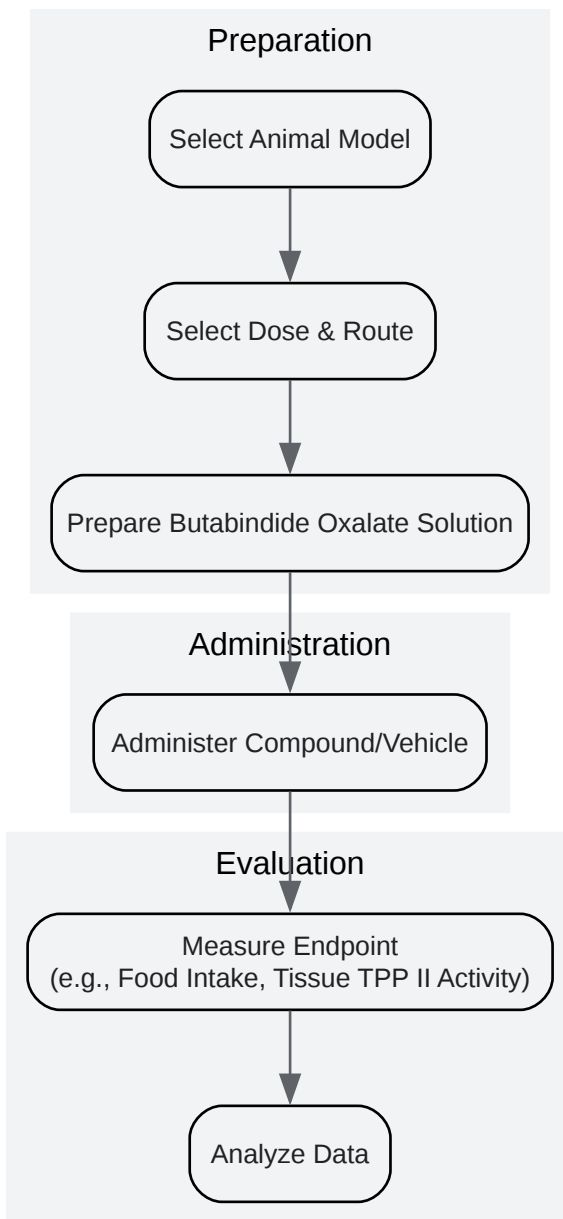 Preparation
Select Animal Model
Select Dose & Route
Prepare Butabindide Oxalate Solution
Administration
Administer Compound/Vehicle
Evaluation
Measure Endpoint
(e.g., Food Intake, Tissue TPP II Activity)
Analyze Data